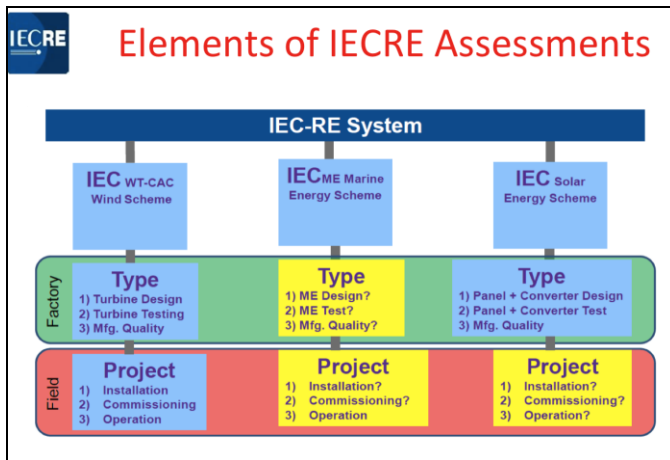 IECRE
Elements of IECRE Assessments
IEC-RE System
IEC WT-CAC
Wind Scheme
IEC ME Marine
Energy Scheme
IEC Solar
Energy Scheme
Factory
Type
1) Turbine Design
2) Turbine Testing
3) Mfg. Quality
Type
1) ME Design?
2) ME Test?
3) Mfg. Quality?
Type
1) Panel + Converter Design
2) Panel + Converter Test
3) Mfg. Quality
Field
Project
1) Installation
2) Commissioning
3) Operation
Project
1) Installation?
2) Commissioning?
3) Operation
Project
1) Installation?
2) Commissioning?
3) Operation?